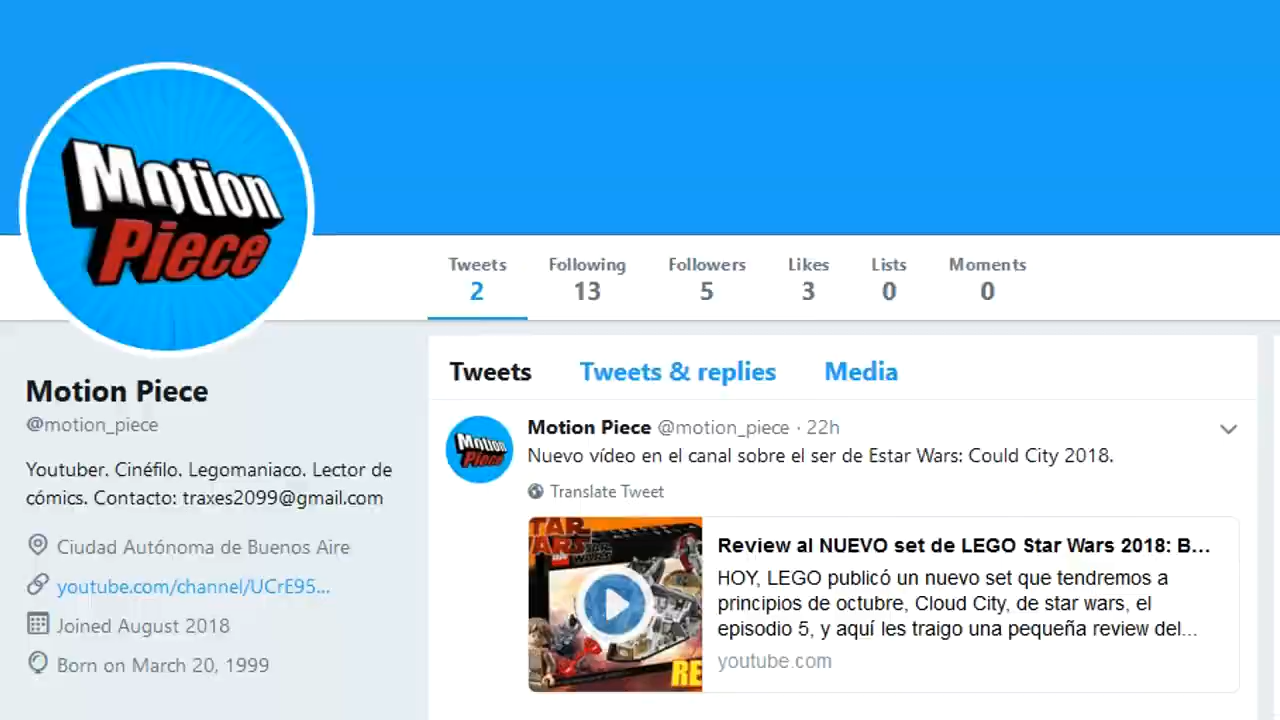 Motion
Piece
Tweets Following Followers Likes Lists Moments
2 13 5 3 0 0
Motion Piece
@motion_piece
Youtuber. Cinéfilo. Legomaniaco. Lector de
cómics. Contacto: traxes2099@gmail.com
Ciudad Autónoma de Buenos Aire
youtube.com/channel/UCrE95...
Joined August 2018
Born on March 20, 1999
Tweets Tweets & replies Media
Motion
Piece
Motion Piece @motion_piece · 22h
Nuevo vídeo en el canal sobre el ser de Estar Wars: Could City 2018.
Translate Tweet
TAR
WARS
STAR
WARS
RE
Review al NUEVO set de LEGO Star Wars 2018: B...
HOY, LEGO publicó un nuevo set que tendremos a
principios de octubre, Cloud City, de star wars, el
episodio 5, y aquí les traigo una pequeña review del...
youtube.com